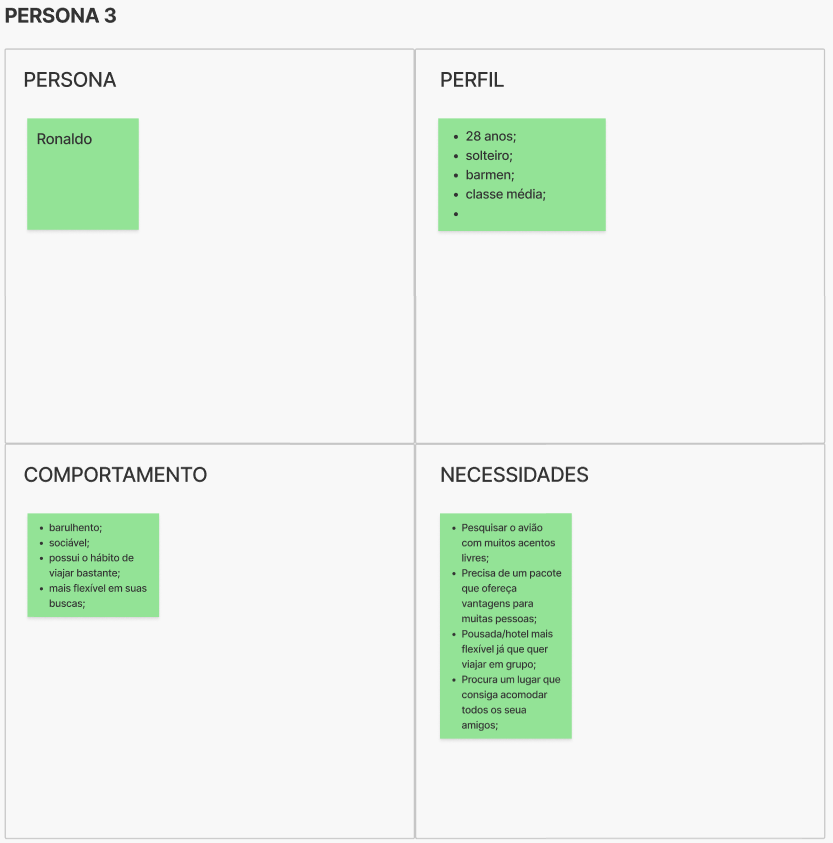 PERSONA 3
PERSONA
Ronaldo
PERFIL
• 28 anos;
• solteiro;
• barmen;
• classe média;
•
COMPORTAMENTO
• barulhento;
• sociável;
• possui o hábito de
viajar bastante;
• mais flexível em suas
buscas;
NECESSIDADES
• Pesquisar o avião
com muitos acentos
livres;
• Precisa de um pacote
que ofereça
vantagens para
muitas pessoas;
• Pousada/hotel mais
flexível já que quer
viajar em grupo;
• Procura um lugar que
consiga acomodar
todos os seua
amigos;